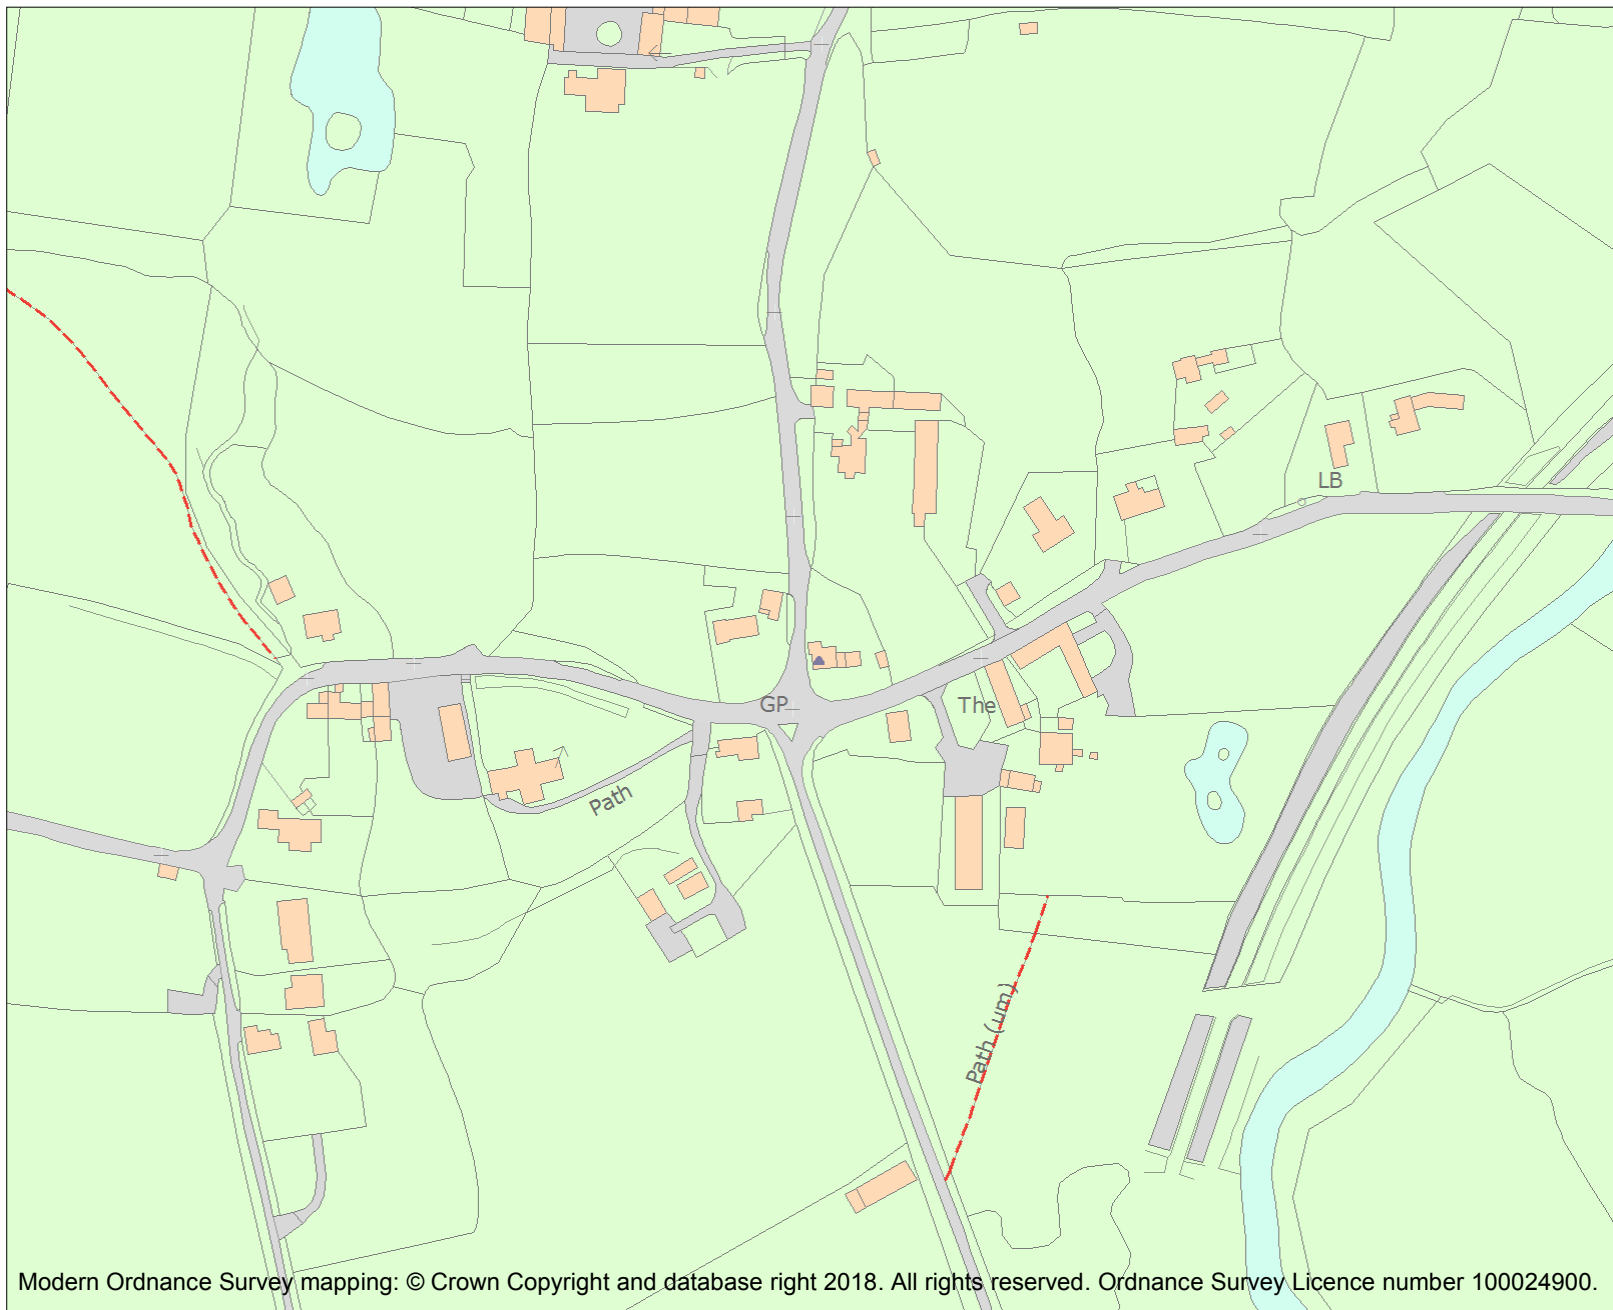 LB
GP
The
Path
Path (um)
Modern Ordnance Survey mapping: © Crown Copyright and database right 2018. All rights reserved. Ordnance Survey Licence number 100024900.